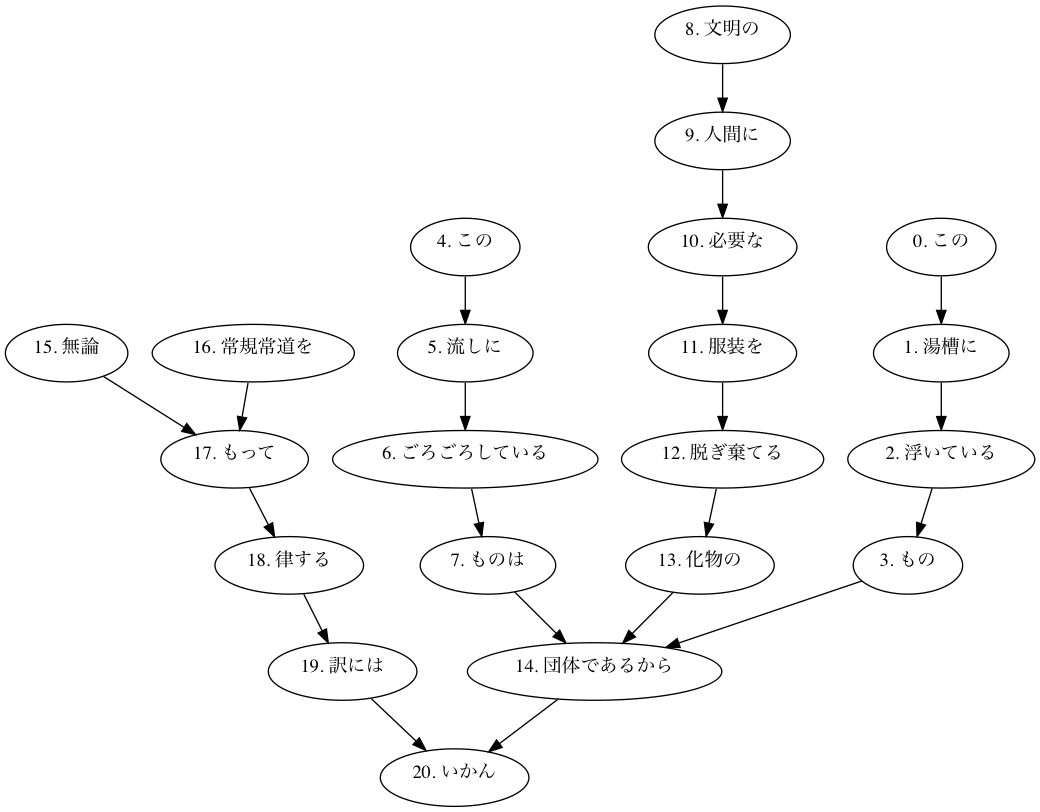 8. 文明の
9. 人間に
4. この
10. 必要な
0. この
15. 無論
16. 常規常道を
5. 流しに
11. 服装を
1. 湯槽に
17. もって
6. ごろごろしている
12. 脱ぎ棄てる
2. 浮いている
18. 律する
7. ものは
13. 化物の
3. もの
19. 訳には
14. 団体であるから
20. いかん